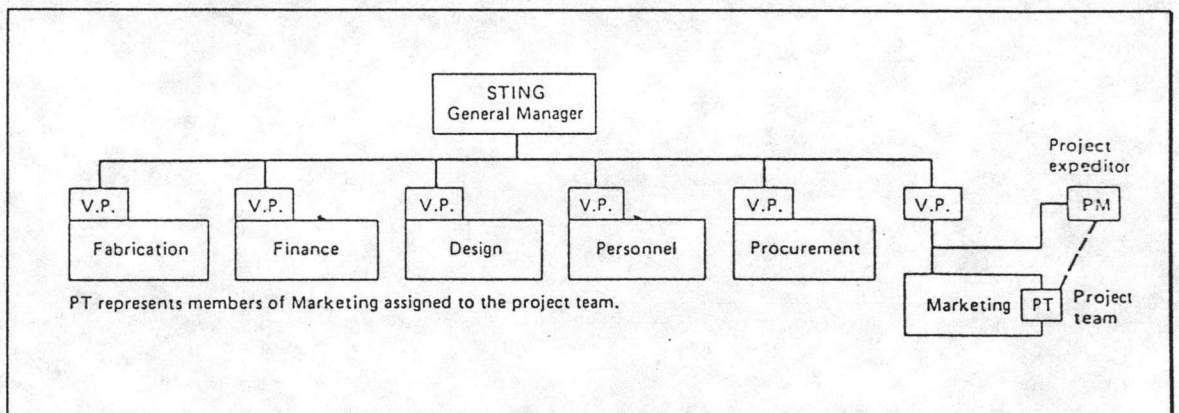 STING
General Manager
Project
expeditor
V.P.
V.P.
V.P.
V.P.
V.P.
V.P.
PM
Fabrication
Finance
Design
Personnel
Procurement
Marketing
PT
Project
team
PT represents members of Marketing assigned to the project team.